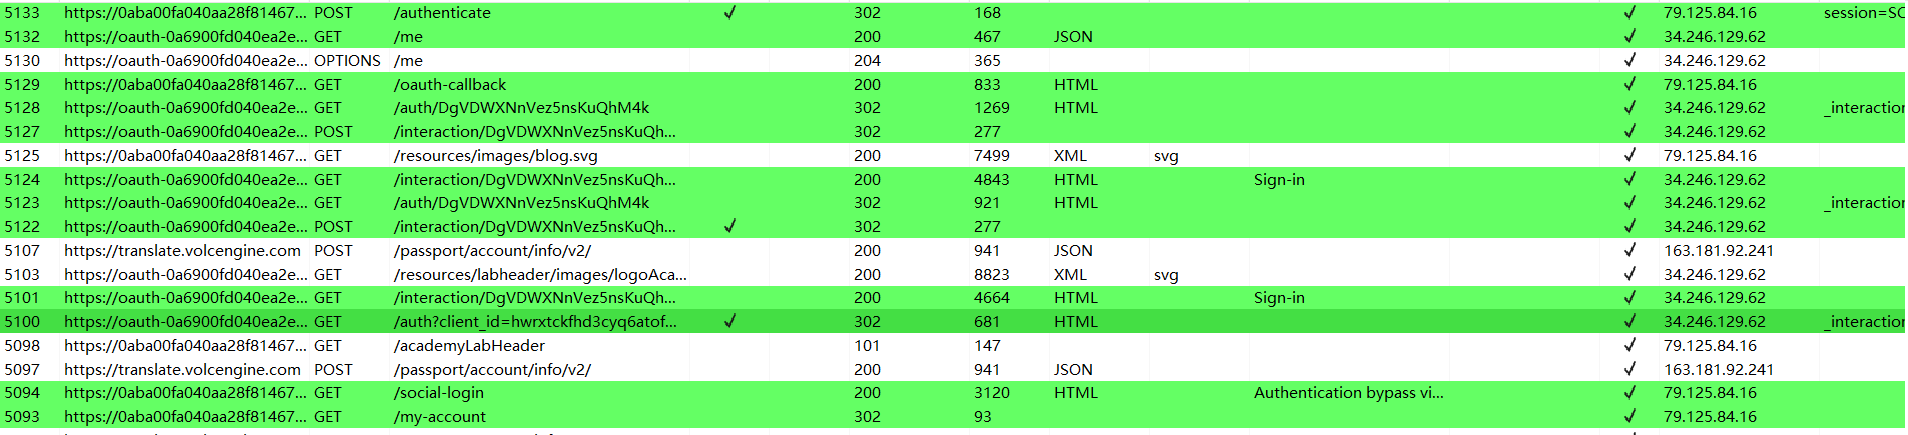 5133 https://0aba00fa040aa28f81467... POST /authenticate ✓ 302 168 ✓ 79.125.84.16 session=SC
5132 https://oauth-0a6900fd040ea2e... GET /me 200 467 JSON ✓ 34.246.129.62
5130 https://oauth-0a6900fd040ea2e... OPTIONS /me 204 365 ✓ 34.246.129.62
5129 https://0aba00fa040aa28f81467... GET /oauth-callback 200 833 HTML ✓ 79.125.84.16
5128 https://oauth-0a6900fd040ea2e... GET /auth/DgVDWXNnVez5nsKuQhM4k 302 1269 HTML ✓ 34.246.129.62 _interaction
5127 https://oauth-0a6900fd040ea2e... POST /interaction/DgVDWXNnVez5nsKuQh... 302 277 ✓ 34.246.129.62
5125 https://0aba00fa040aa28f81467... GET /resources/images/blog.svg 200 7499 XML svg ✓ 79.125.84.16
5124 https://oauth-0a6900fd040ea2e... GET /interaction/DgVDWXNnVez5nsKuQh... 200 4843 HTML Sign-in ✓ 34.246.129.62
5123 https://oauth-0a6900fd040ea2e... GET /auth/DgVDWXNnVez5nsKuQhM4k 302 921 HTML ✓ 34.246.129.62 _interaction
5122 https://oauth-0a6900fd040ea2e... POST /interaction/DgVDWXNnVez5nsKuQh... ✓ 302 277 ✓ 34.246.129.62
5107 https://translate.volcengine.com POST /passport/account/info/v2/ 200 941 JSON ✓ 163.181.92.241
5103 https://oauth-0a6900fd040ea2e... GET /resources/labheader/images/logoAca... 200 8823 XML svg ✓ 34.246.129.62
5101 https://oauth-0a6900fd040ea2e... GET /interaction/DgVDWXNnVez5nsKuQh... 200 4664 HTML Sign-in ✓ 34.246.129.62
5100 https://oauth-0a6900fd040ea2e... GET /auth?client_id=hwrxtckfhd3cyq6atof... ✓ 302 681 HTML ✓ 34.246.129.62 _interaction
5098 https://0aba00fa040aa28f81467... GET /academyLabHeader 101 147 ✓ 79.125.84.16
5097 https://translate.volcengine.com POST /passport/account/info/v2/ 200 941 JSON ✓ 163.181.92.241
5094 https://0aba00fa040aa28f81467... GET /social-login 200 3120 HTML Authentication bypass vi... ✓ 79.125.84.16
5093 https://0aba00fa040aa28f81467... GET /my-account 302 93 ✓ 79.125.84.16